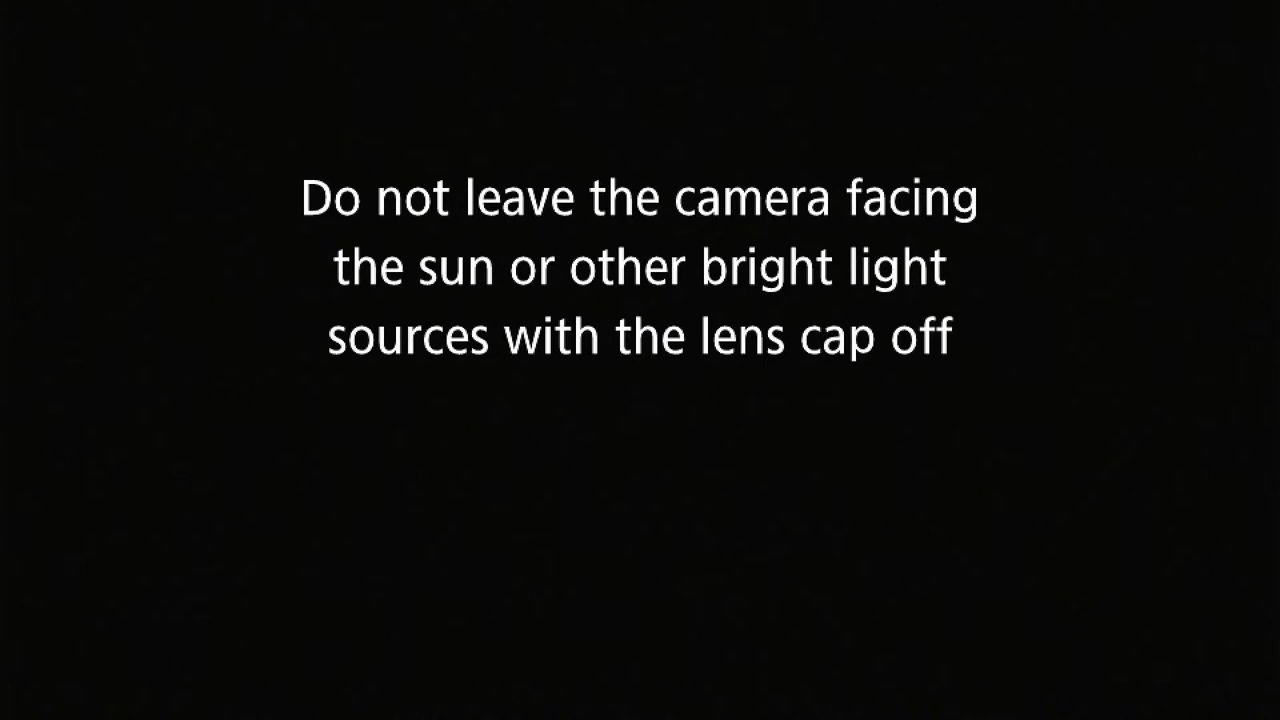 Do not leave the camera facing
the sun or other bright light
sources with the lens cap off